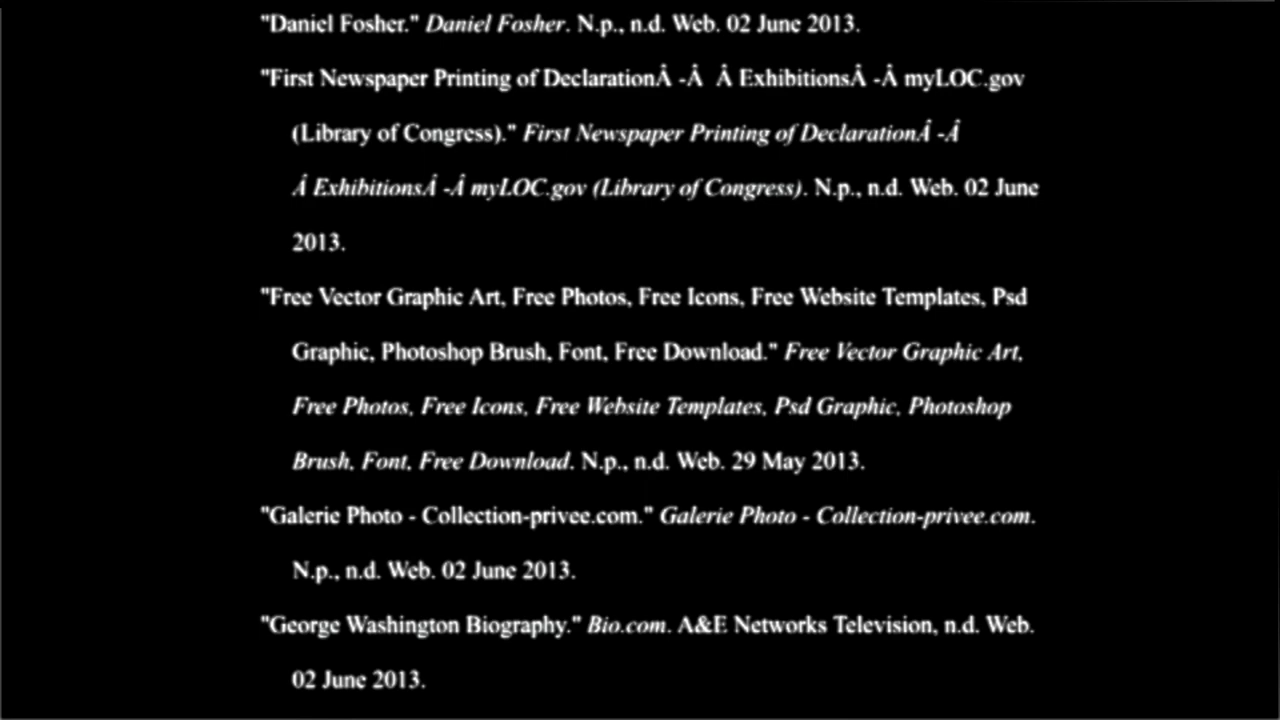 "Daniel Fosher." Daniel Fosher. N.p., n.d. Web. 02 June 2013.
"First Newspaper Printing of DeclarationÂ -Â  Â ExhibitionsÂ -Â myLOC.gov
(Library of Congress)." First Newspaper Printing of DeclarationÂ -Â
Â ExhibitionsÂ -Â myLOC.gov (Library of Congress). N.p., n.d. Web. 02 June
2013.
"Free Vector Graphic Art, Free Photos, Free Icons, Free Website Templates, Psd
Graphic, Photoshop Brush, Font, Free Download." Free Vector Graphic Art,
Free Photos, Free Icons, Free Website Templates, Psd Graphic, Photoshop
Brush, Font, Free Download. N.p., n.d. Web. 29 May 2013.
"Galerie Photo - Collection-privee.com." Galerie Photo - Collection-privee.com.
N.p., n.d. Web. 02 June 2013.
"George Washington Biography." Bio.com. A&E Networks Television, n.d. Web.
02 June 2013.